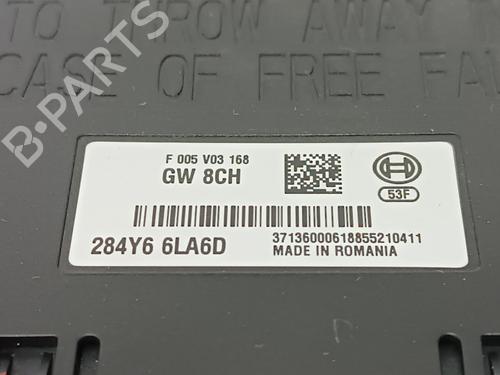 TO THROW AWAY
CASE OF FREE FA
F 005 V03 168
GW 8CH
53F
284Y6 6LA6D
37136000618855210411
MADE IN ROMANIA
B-PARTS